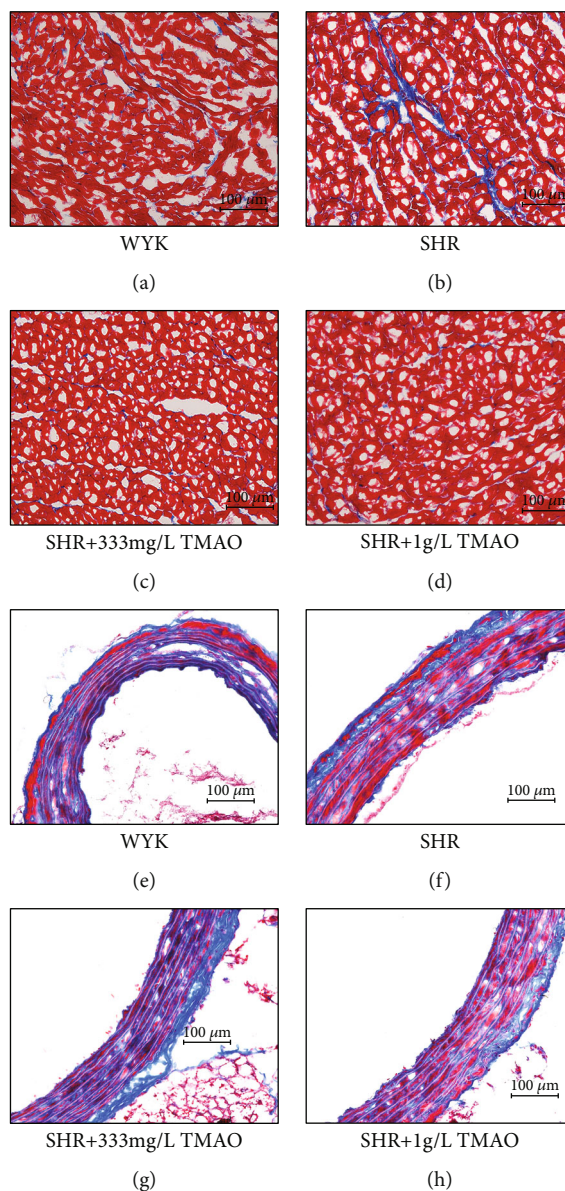 100 μm
100 μm
WYK
SHR
(a)
(b)
100 μm
100 μm
SHR+333mg/L TMAO
SHR+1g/L TMAO
(c)
(d)
100 μm
100 μm
WYK
SHR
(e)
(f)
100 μm
100 μm
SHR+333mg/L TMAO
SHR+1g/L TMAO
(g)
(h)